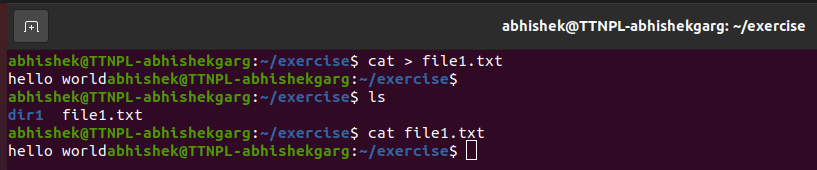 abhishek@TTNPL-abhishekgarg: ~/exercise
abhishek@TTNPL-abhishekgarg:~/exercise$ cat > file1.txt
hello worldabhishek@TTNPL-abhishekgarg:~/exercise$
abhishek@TTNPL-abhishekgarg:~/exercise$ ls
dir1  file1.txt
abhishek@TTNPL-abhishekgarg:~/exercise$ cat file1.txt
hello worldabhishek@TTNPL-abhishekgarg:~/exercise$